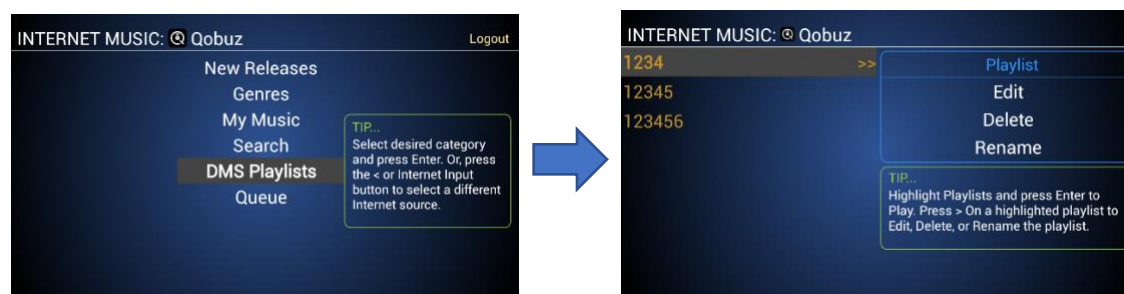 INTERNET MUSIC: Qobuz
Logout
New Releases
Genres
My Music
Search
DMS Playlists
Queue
TIP...
Select desired category
and press Enter. Or, press
the < or Internet Input
button to select a different
Internet source.
INTERNET MUSIC: Qobuz
1234 >>
12345
123456
Playlist
Edit
Delete
Rename
TIP...
Highlight Playlists and press Enter to
Play. Press > On a highlighted playlist to
Edit, Delete, or Rename the playlist.